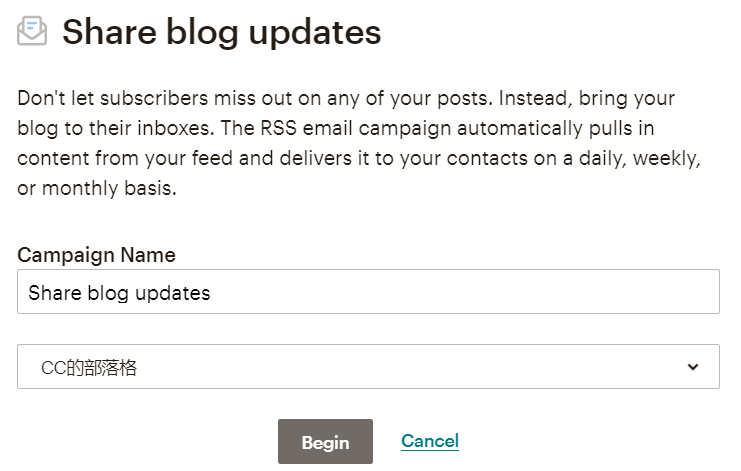 Share blog updates
Don't let subscribers miss out on any of your posts. Instead, bring your
blog to their inboxes. The RSS email campaign automatically pulls in
content from your feed and delivers it to your contacts on a daily, weekly,
or monthly basis.
Campaign Name
Share blog updates
CC的部落格
Begin Cancel